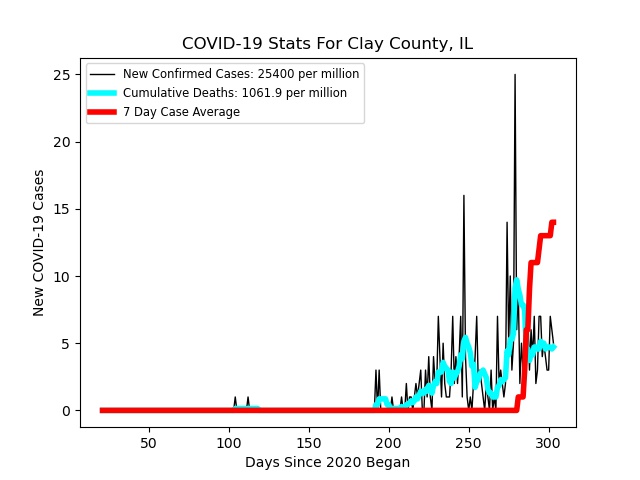 COVID-19 Stats For Clay County, IL
New Confirmed Cases: 25400 per million
Cumulative Deaths: 1061.9 per million
7 Day Case Average
New COVID-19 Cases
25
20
15
10
5
0
50 100 150 200 250 300
Days Since 2020 Began